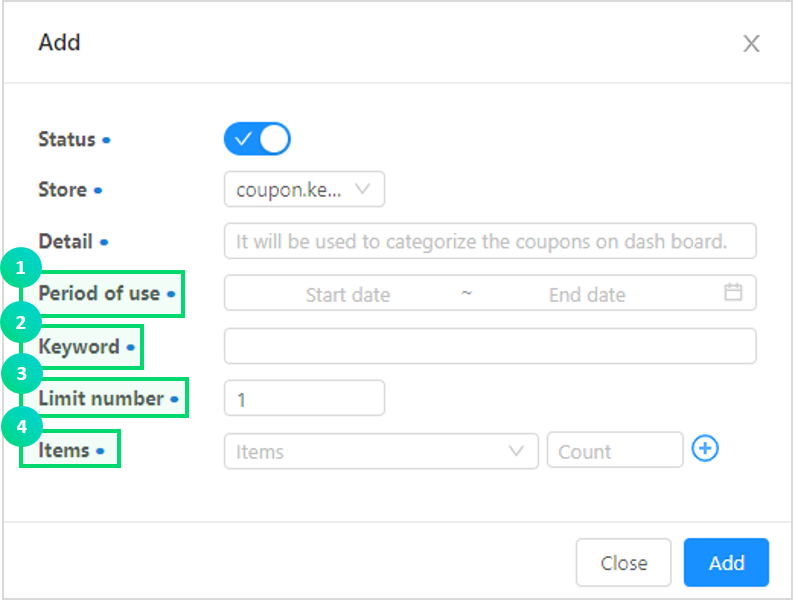 Add
Status
Store coupon.ke...
Detail It will be used to categorize the coupons on dash board.
1
Period of use Start date ~ End date
2
Keyword
3
Limit number 1
4
Items Items Count
Close Add